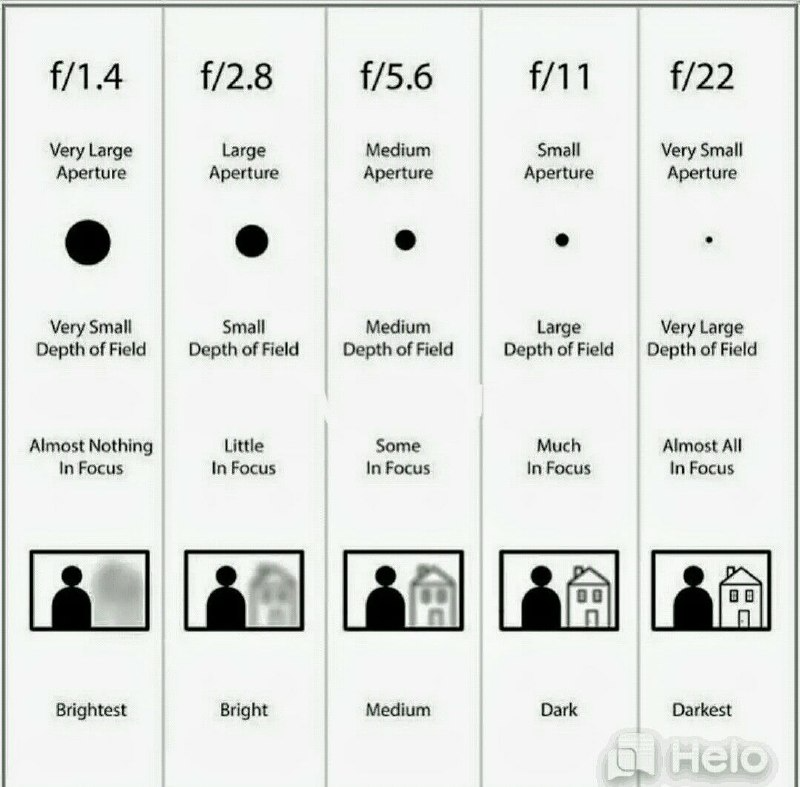 f/1.4
f/2.8
f/5.6
f/11
f/22
Very Large
Aperture
Large
Aperture
Medium
Aperture
Small
Aperture
Very Small
Aperture
Very Small
Depth of Field
Small
Depth of Field
Medium
Depth of Field
Large
Depth of Field
Very Large
Depth of Field
Almost Nothing
In Focus
Little
In Focus
Some
In Focus
Much
In Focus
Almost All
In Focus
Brightest
Bright
Medium
Dark
Darkest
Helo